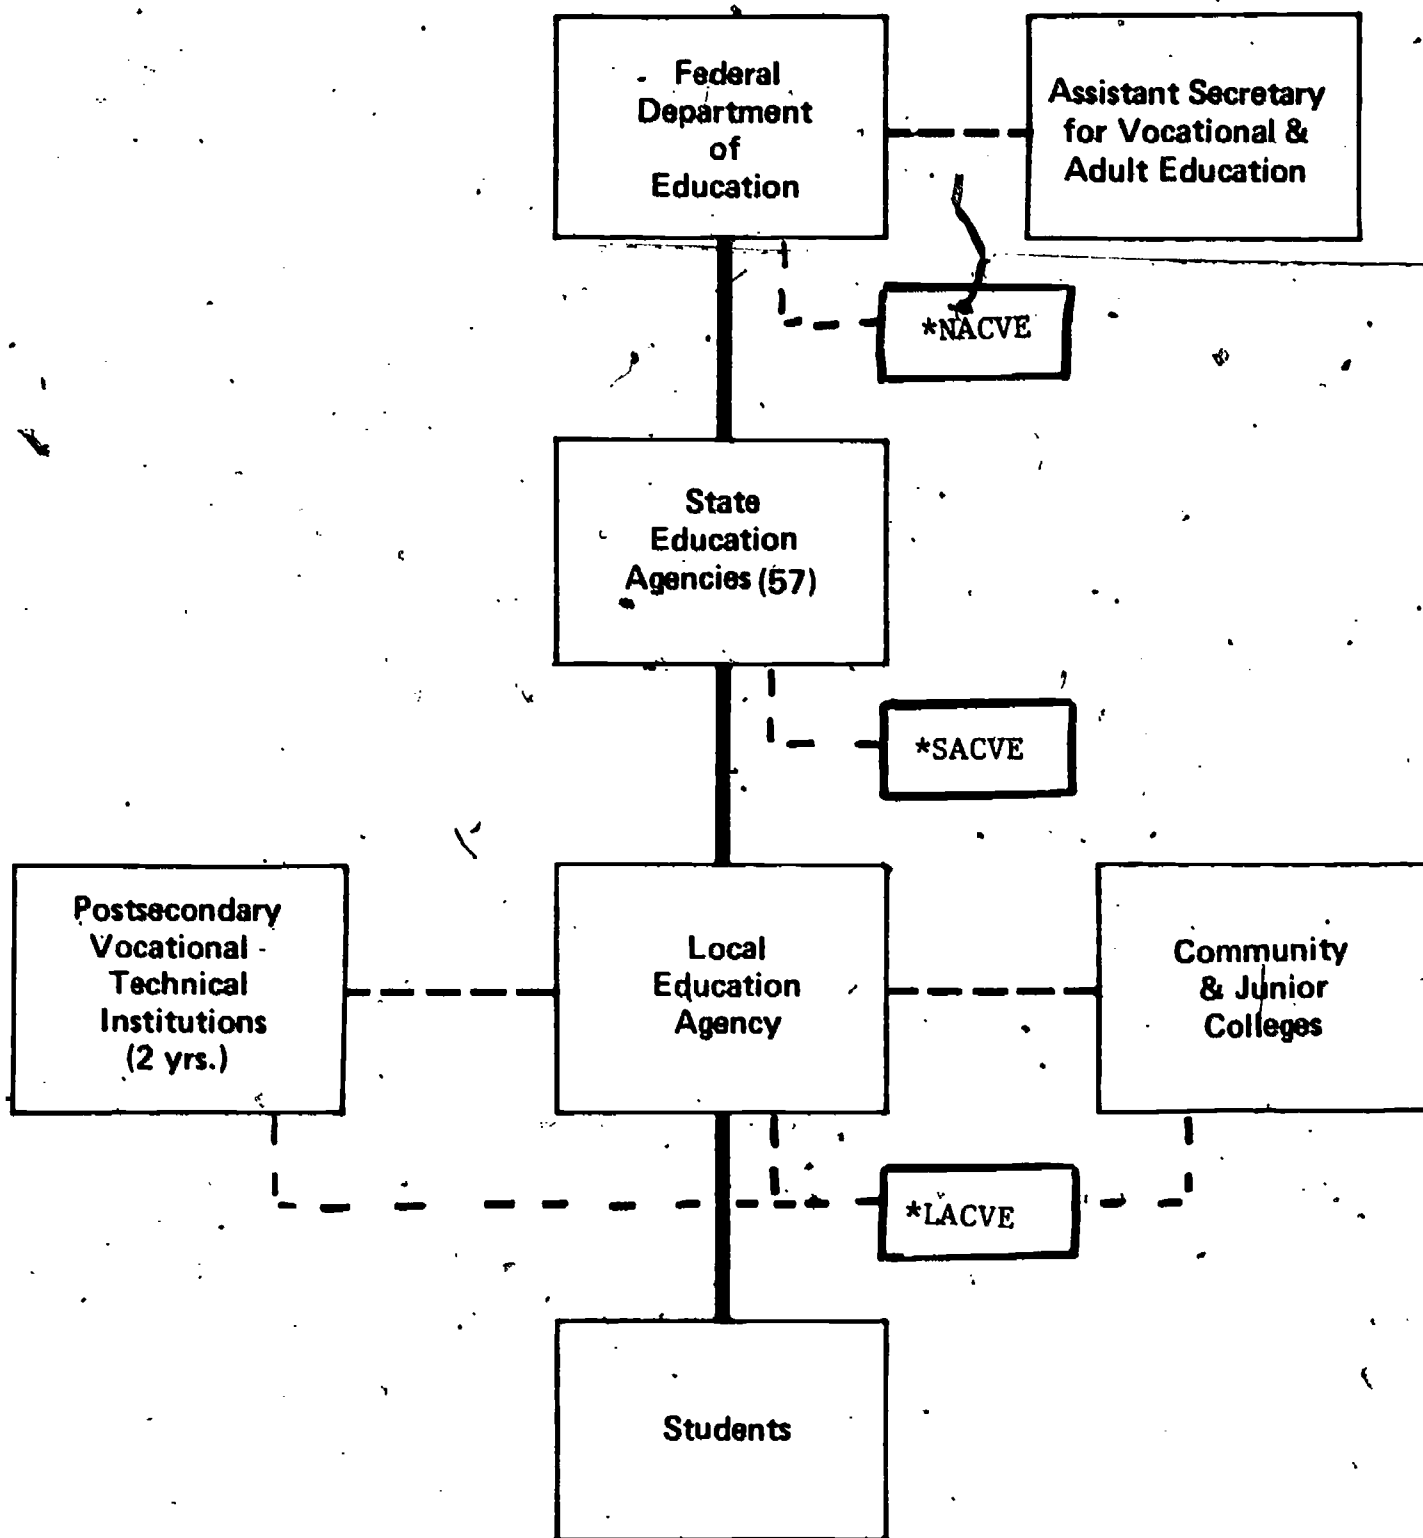 Federal
Department
of
Education
Assistant Secretary
for Vocational &
Adult Education
*NACVE
State
Education
Agencies (57)
*SACVE
Postsecondary
Vocational -
Technical
Institutions
(2 yrs.)
Local
Education
Agency
Community
& Junior
Colleges
*LACVE
Students